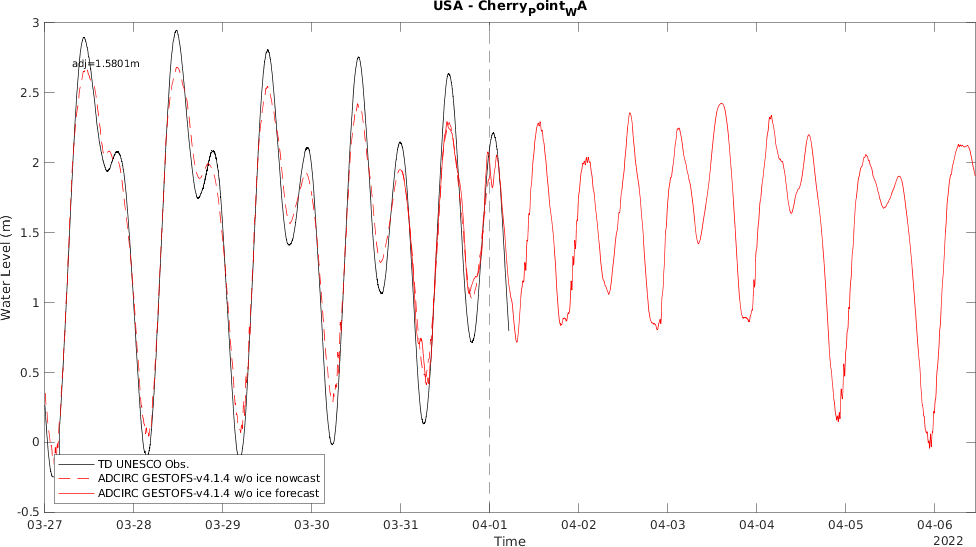 USA - CherryPointWA
3
adj=1.5801m
2.5
2
1.5
1
0.5
0
-0.5
Water Level (m)
TD UNESCO Obs.
ADCIRC GESTOFS-v4.1.4 w/o ice nowcast
ADCIRC GESTOFS-v4.1.4 w/o ice forecast
03-27 03-28 03-29 03-30 03-31 04-01 04-02 04-03 04-04 04-05 04-06
Time
2022